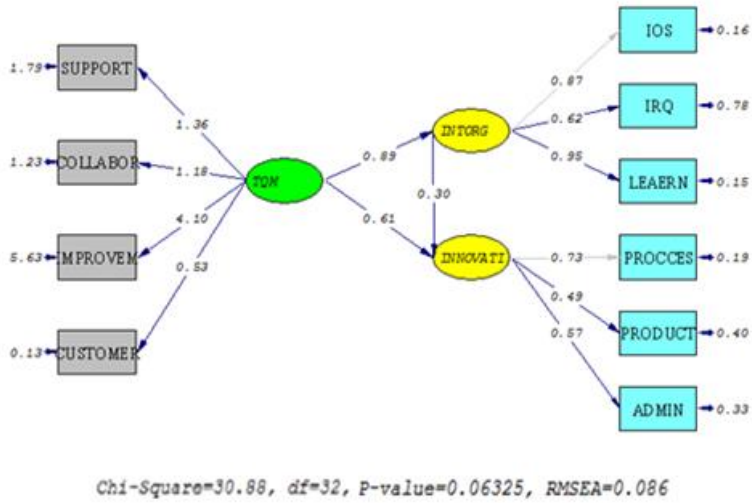 IOS
0.16
1.79
SUPPORT
0.87
IRQ
0.78
1.36
INTORG
0.62
0.95
1.23
COLLABOR
1.18
0.89
LEAERN
0.15
TQM
0.30
4.10
0.61
5.63
IMPROVEM
INNOVATI
0.73
PROCCES
0.19
0.53
0.49
0.57
PRODUCT
0.40
0.13
CUSTOMER
ADMIN
0.33
Chi-Square=30.88, df=32, P-value=0.06325, RMSEA=0.086